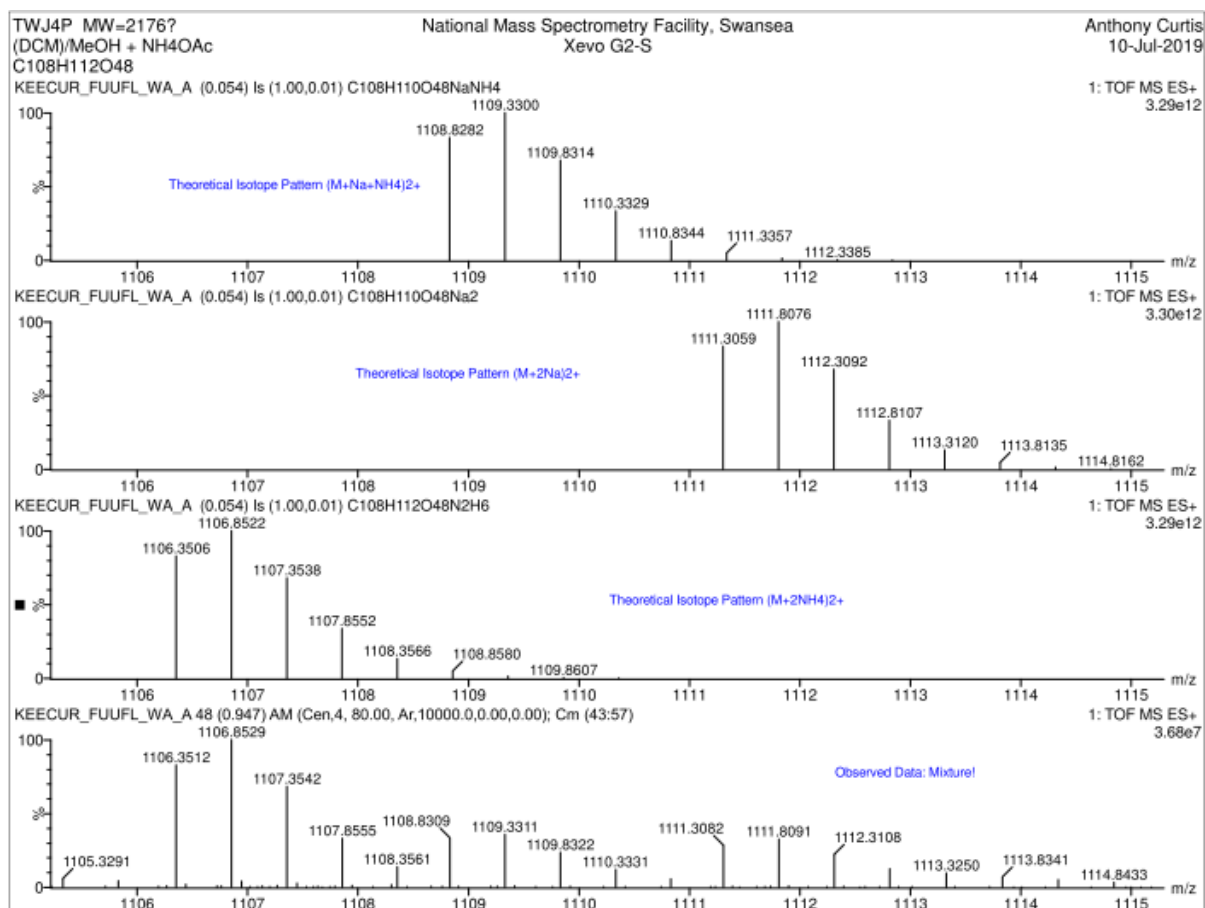 TWJ4P MW=2176? National Mass Spectrometry Facility, Swansea Anthony Curtis
(DCM)/MeOH + NH4OAc Xevo G2-S 10-Jul-2019
C108H112O48
KEECUR_FUUFL_WA_A (0.054) Is (1.00,0.01) C108H110O48NaNH4 1: TOF MS ES+
3.29e12
100
1109.3300
1108.8282
1109.8314
Theoretical Isotope Pattern (M+Na+NH4)2+
%
1110.3329
1110.8344 1111.3357
1112.3385
0
1106 1107 1108 1109 1110 1111 1112 1113 1114 1115 m/z
KEECUR_FUUFL_WA_A (0.054) Is (1.00,0.01) C108H110O48Na2 1: TOF MS ES+
3.30e12
100
1111.8076
1111.3059
1112.3092
Theoretical Isotope Pattern (M+2Na)2+
%
1112.8107
1113.3120 1113.8135
1114.8162
0
1106 1107 1108 1109 1110 1111 1112 1113 1114 1115 m/z
KEECUR_FUUFL_WA_A (0.054) Is (1.00,0.01) C108H112O48N2H6 1: TOF MS ES+
3.29e12
100
1106.8522
1106.3506
1107.3538
Theoretical Isotope Pattern (M+2NH4)2+
%
1107.8552
1108.3566 1108.8580
1109.8607
0
1106 1107 1108 1109 1110 1111 1112 1113 1114 1115 m/z
KEECUR_FUUFL_WA_A 48 (0.947) AM (Cen,4, 80.00, Ar,10000.0,0.00,0.00); Cm (43:57) 1: TOF MS ES+
3.68e7
100
1106.8529
1106.3512
1107.3542
Observed Data: Mixture!
%
1107.8555 1108.8309 1109.3311 1111.3082 1111.8091 1112.3108
1109.8322
1105.3291 1108.3561 1110.3331 1113.3250 1113.8341
1114.8433
0
1106 1107 1108 1109 1110 1111 1112 1113 1114 1115 m/z